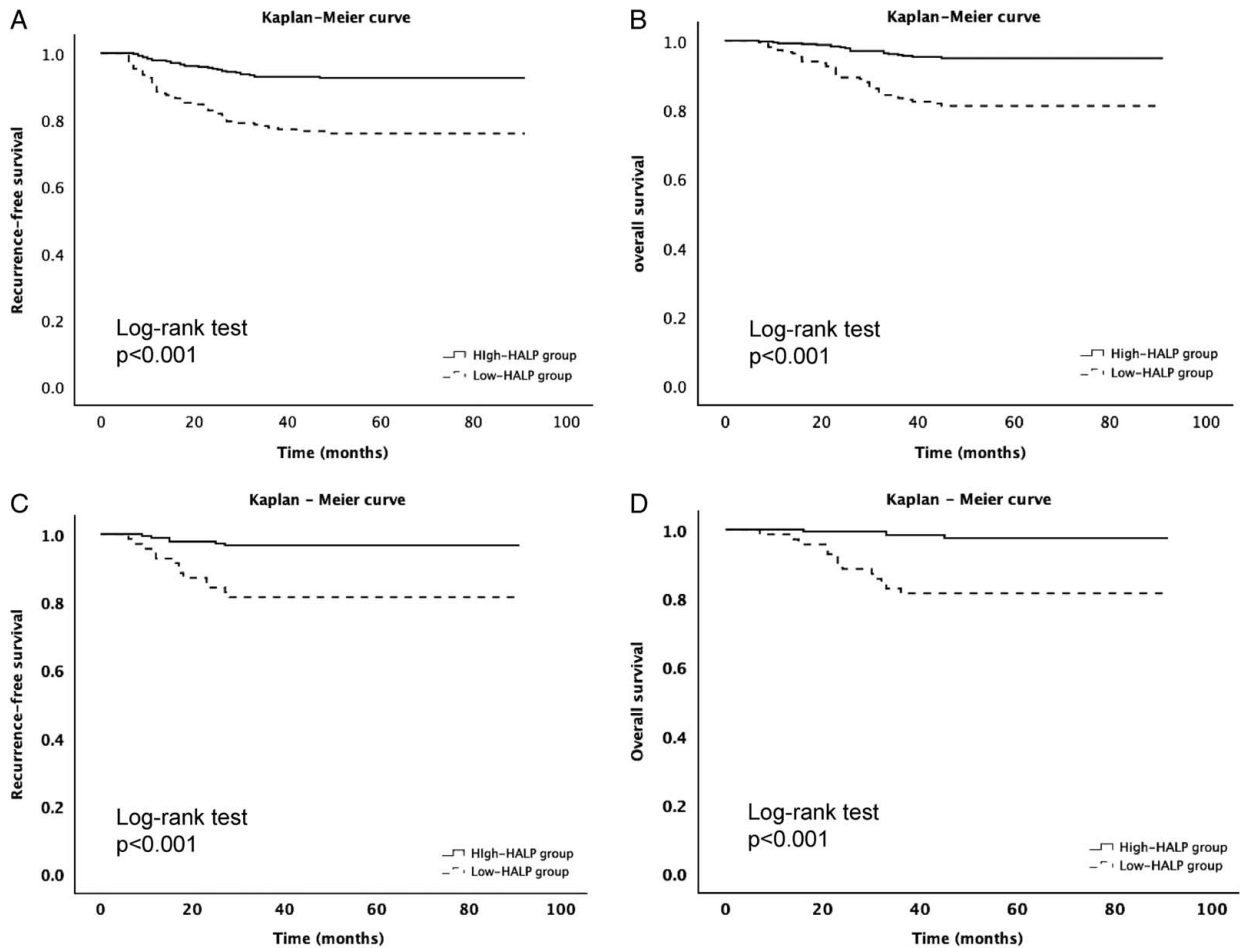 A
Kaplan-Meier curve
Recurrence-free survival
1.0
0.8
0.6
0.4
0.2
0.0
Log-rank test
p<0.001
HIgh-HALP group
Low-HALP group
0 20 40 60 80 100
Time (months)
B
Kaplan-Meier curve
overall survival
1.0
0.8
0.6
0.4
0.2
0.0
Log-rank test
p<0.001
High-HALP group
Low-HALP group
0 20 40 60 80 100
Time (months)
C
Kaplan - Meier curve
Recurrence-free survival
1.0
0.8
0.6
0.4
0.2
0.0
Log-rank test
p<0.001
HIgh-HALP group
Low-HALP group
0 20 40 60 80 100
Time (months)
D
Kaplan - Meier curve
Overall survival
1.0
0.8
0.6
0.4
0.2
0.0
Log-rank test
p<0.001
High-HALP group
Low-HALP group
0 20 40 60 80 100
Time (months)